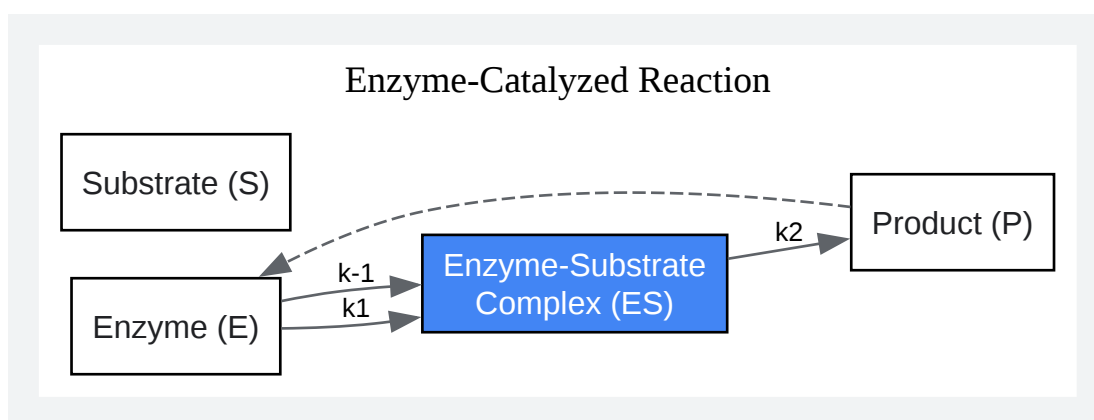 Enzyme-Catalyzed Reaction
Substrate (S)
Product (P)
k2
Enzyme-Substrate
Complex (ES)
k-1
k1
Enzyme (E)